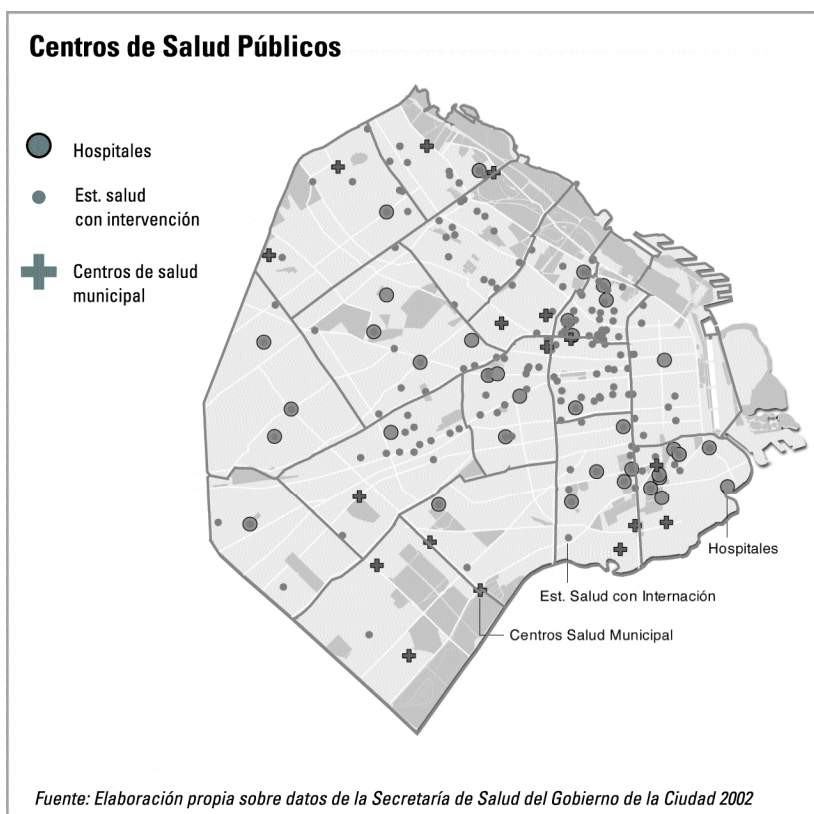 Centros de Salud Públicos
Hospitales
Est. salud
con intervención
Centros de salud
municipal
Hospitales
Est. Salud con Internación
Centros Salud Municipal
Fuente: Elaboración propia sobre datos de la Secretaría de Salud del Gobierno de la Ciudad 2002